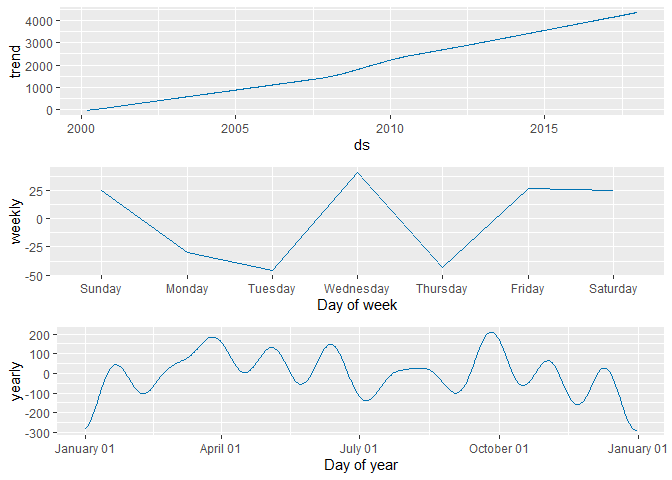 4000
3000
2000
1000
0
trend
2000
2005
2010
2015
ds
25
0
-25
-50
weekly
Sunday
Monday
Tuesday
Wednesday
Thursday
Friday
Saturday
Day of week
200
100
0
-100
-200
-300
yearly
January 01
April 01
July 01
October 01
January 01
Day of year